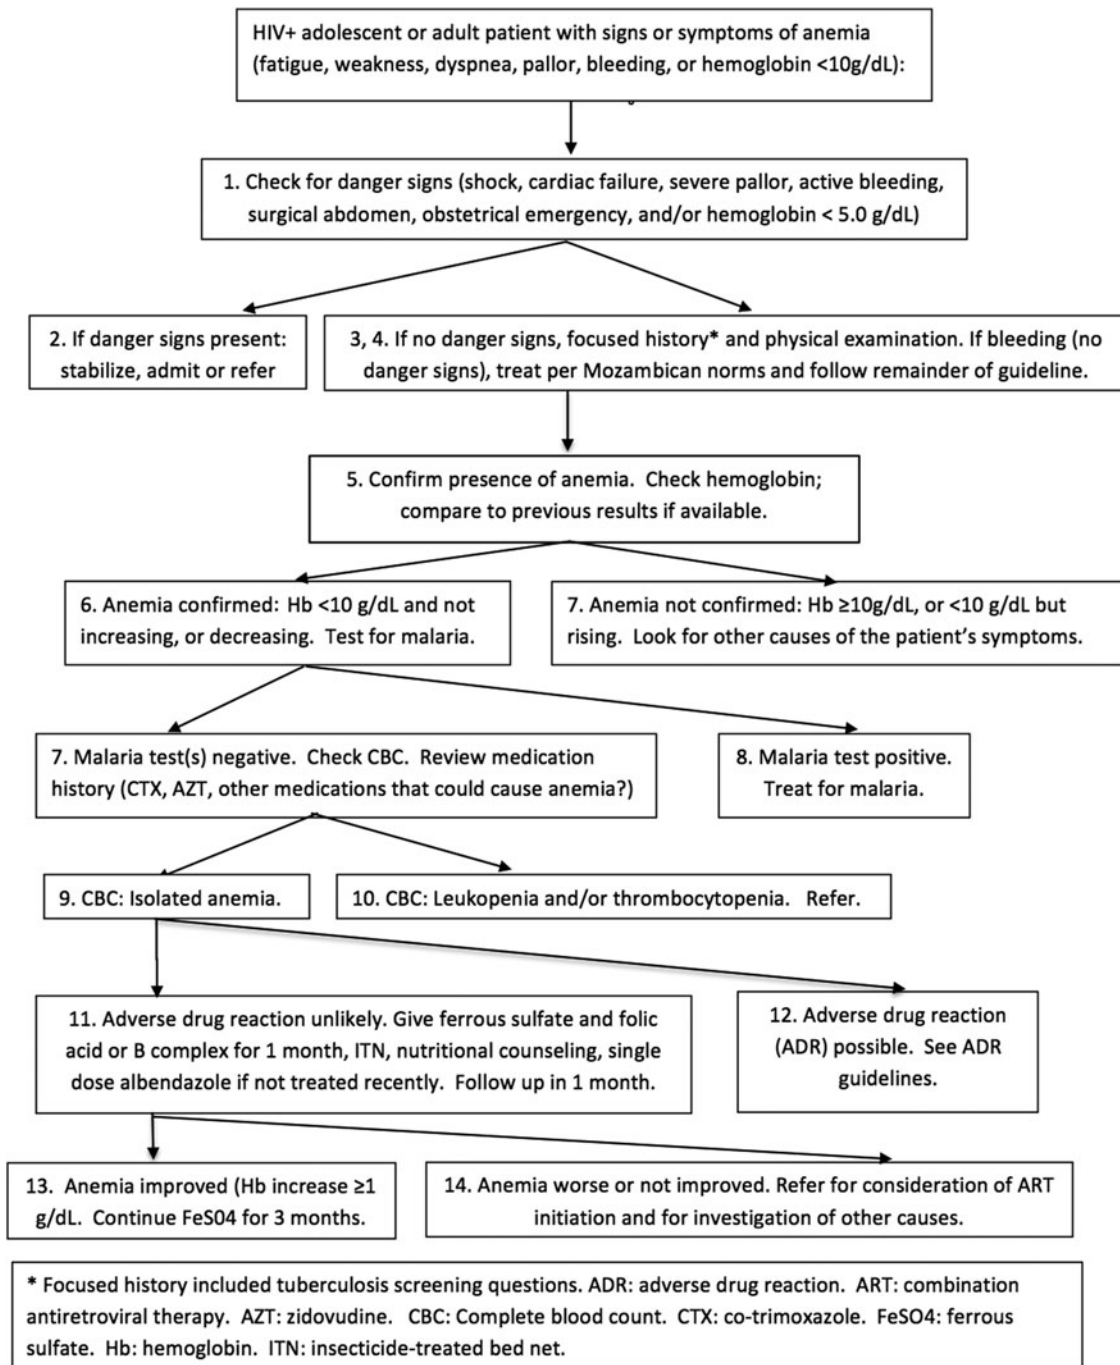 HIV+ adolescent or adult patient with signs or symptoms of anemia
(fatigue, weakness, dyspnea, pallor, bleeding, or hemoglobin <10g/dL):
1. Check for danger signs (shock, cardiac failure, severe pallor, active bleeding,
surgical abdomen, obstetrical emergency, and/or hemoglobin < 5.0 g/dL)
2. If danger signs present:
stabilize, admit or refer
3, 4. If no danger signs, focused history* and physical examination. If bleeding (no
danger signs), treat per Mozambican norms and follow remainder of guideline.
5. Confirm presence of anemia. Check hemoglobin;
compare to previous results if available.
6. Anemia confirmed: Hb <10 g/dL and not
increasing, or decreasing. Test for malaria.
7. Anemia not confirmed: Hb ≥10g/dL, or <10 g/dL but
rising. Look for other causes of the patient's symptoms.
7. Malaria test(s) negative. Check CBC. Review medication
history (CTX, AZT, other medications that could cause anemia?)
8. Malaria test positive.
Treat for malaria.
9. CBC: Isolated anemia.
10. CBC: Leukopenia and/or thrombocytopenia. Refer.
11. Adverse drug reaction unlikely. Give ferrous sulfate and folic
acid or B complex for 1 month, ITN, nutritional counseling, single
dose albendazole if not treated recently. Follow up in 1 month.
12. Adverse drug reaction
(ADR) possible. See ADR
guidelines.
13. Anemia improved (Hb increase ≥1
g/dL. Continue FeS04 for 3 months.
14. Anemia worse or not improved. Refer for consideration of ART
initiation and for investigation of other causes.
* Focused history included tuberculosis screening questions. ADR: adverse drug reaction. ART: combination
antiretroviral therapy. AZT: zidovudine. CBC: Complete blood count. CTX: co-trimoxazole. FeSO4: ferrous
sulfate. Hb: hemoglobin. ITN: insecticide-treated bed net.